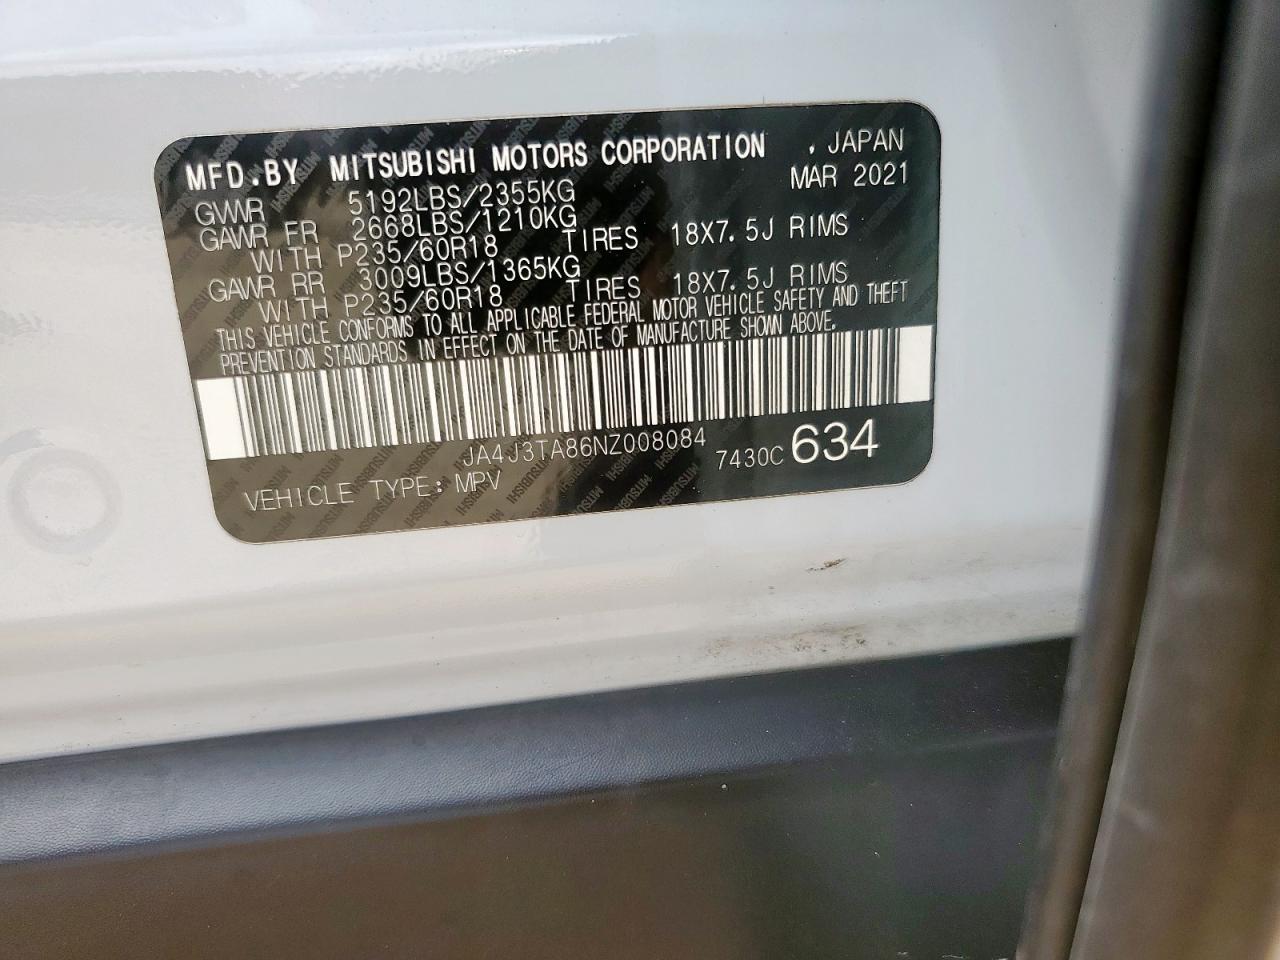 MFD.BY MITSUBISHI MOTORS CORPORATION , JAPAN
MAR 2021
GVWR 5192LBS/2355KG
GAWR FR 2668LBS/1210KG
WITH P235/60R18 TIRES 18X7.5J RIMS
GAWR RR 3009LBS/1365KG
WITH P235/60R18 TIRES 18X7.5J RIMS
THIS VEHICLE CONFORMS TO ALL APPLICABLE FEDERAL MOTOR VEHICLE SAFETY AND THEFT
PREVENTION STANDARDS IN EFFECT ON THE DATE OF MANUFACTURE SHOWN ABOVE.
JA4J3TA86NZ008084 7430C 634
VEHICLE TYPE: MPV